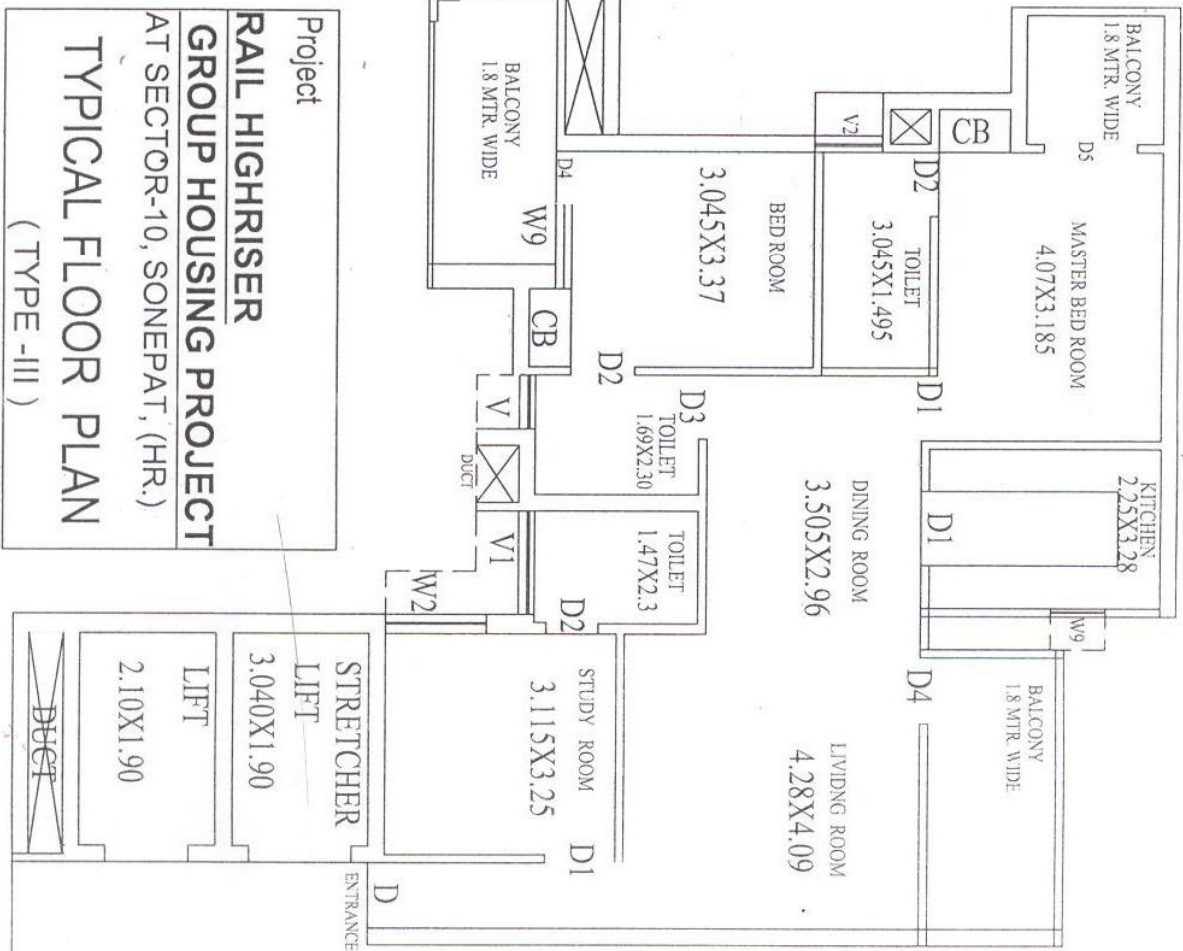 Project
RAIL HIGHRISER
GROUP HOUSING PROJECT
AT SECTOR-10, SONEPAT, (HR.)
TYPICAL FLOOR PLAN
( TYPE -III )
BALCONY
1.8 MTR. WIDE
D5
CB
MASTER BED ROOM
4.07X3.185
KITCHEN
2.25X3.28
D1
W9
BALCONY
1.8 MTR. WIDE
V2
D2
TOILET
3.045X1.495
D1
D4
BED ROOM
3.045X3.37
DINING ROOM
3.505X2.96
LIVIDNG ROOM
4.28X4.09
BALCONY
1.8 MTR. WIDE
D4
W9
CB
D2
D3
TOILET
1.69X2.30
TOILET
1.47X2.3
D2
STUDY ROOM
3.115X3.25
D1
V
DUCT
V1
W2
D
ENTRANCE
STRETCHER
LIFT
3.040X1.90
LIFT
2.10X1.90
DUCT